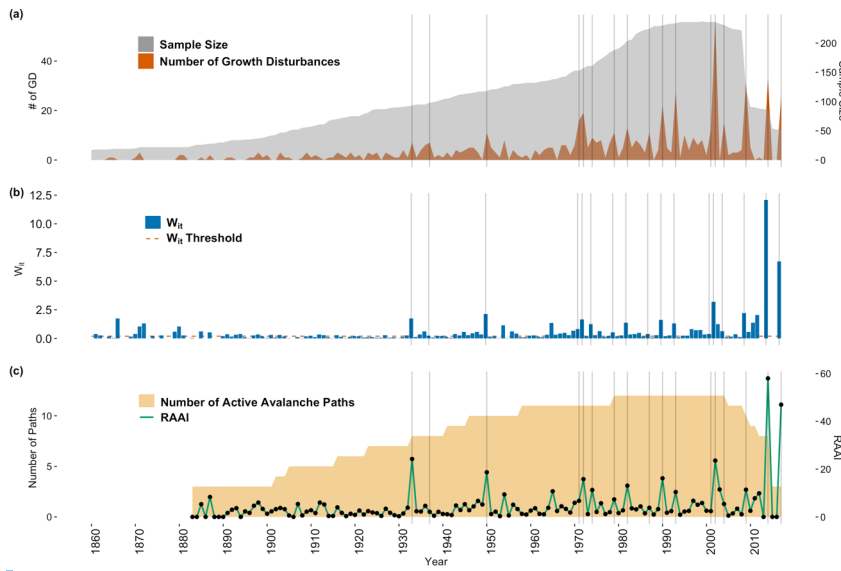 (a)
Sample Size
Number of Growth Disturbances
# of GD
40
20
0
200
150
100
50
0
Sample Size
(b)
12.5
10.0
7.5
5.0
2.5
0.0
Wit
Wit
Wit Threshold
(c)
Number of Active Avalanche Paths
RAAI
Number of Paths
10
5
0
60
40
20
0
RAAI
1860 1870 1880 1890 1900 1910 1920 1930 1940 1950 1960 1970 1980 1990 2000 2010
Year